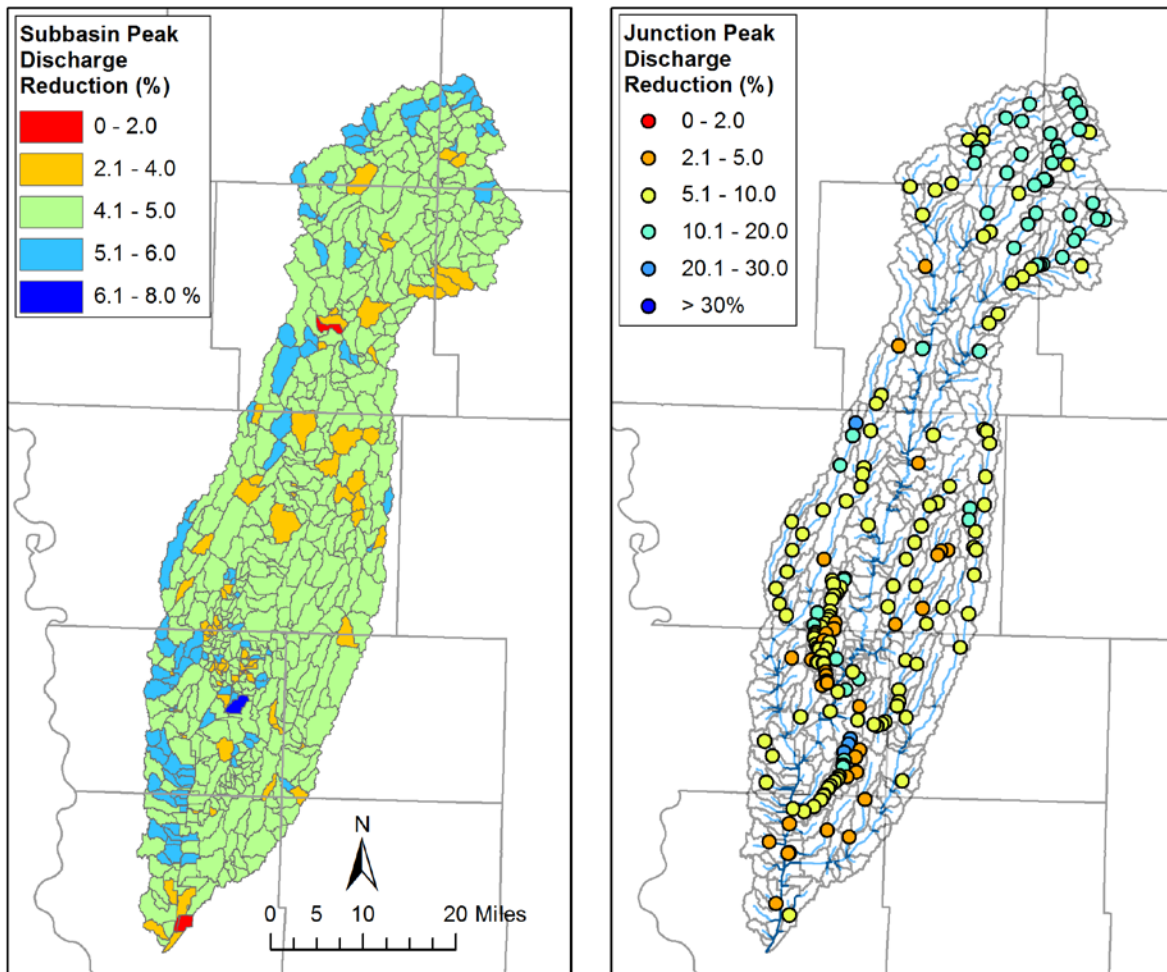 Subbasin Peak
Discharge
Reduction (%)
0 - 2.0
2.1 - 4.0
4.1 - 5.0
5.1 - 6.0
6.1 - 8.0 %
N
0 5 10 20 Miles
Junction Peak
Discharge
Reduction (%)
0 - 2.0
2.1 - 5.0
5.1 - 10.0
10.1 - 20.0
20.1 - 30.0
> 30%